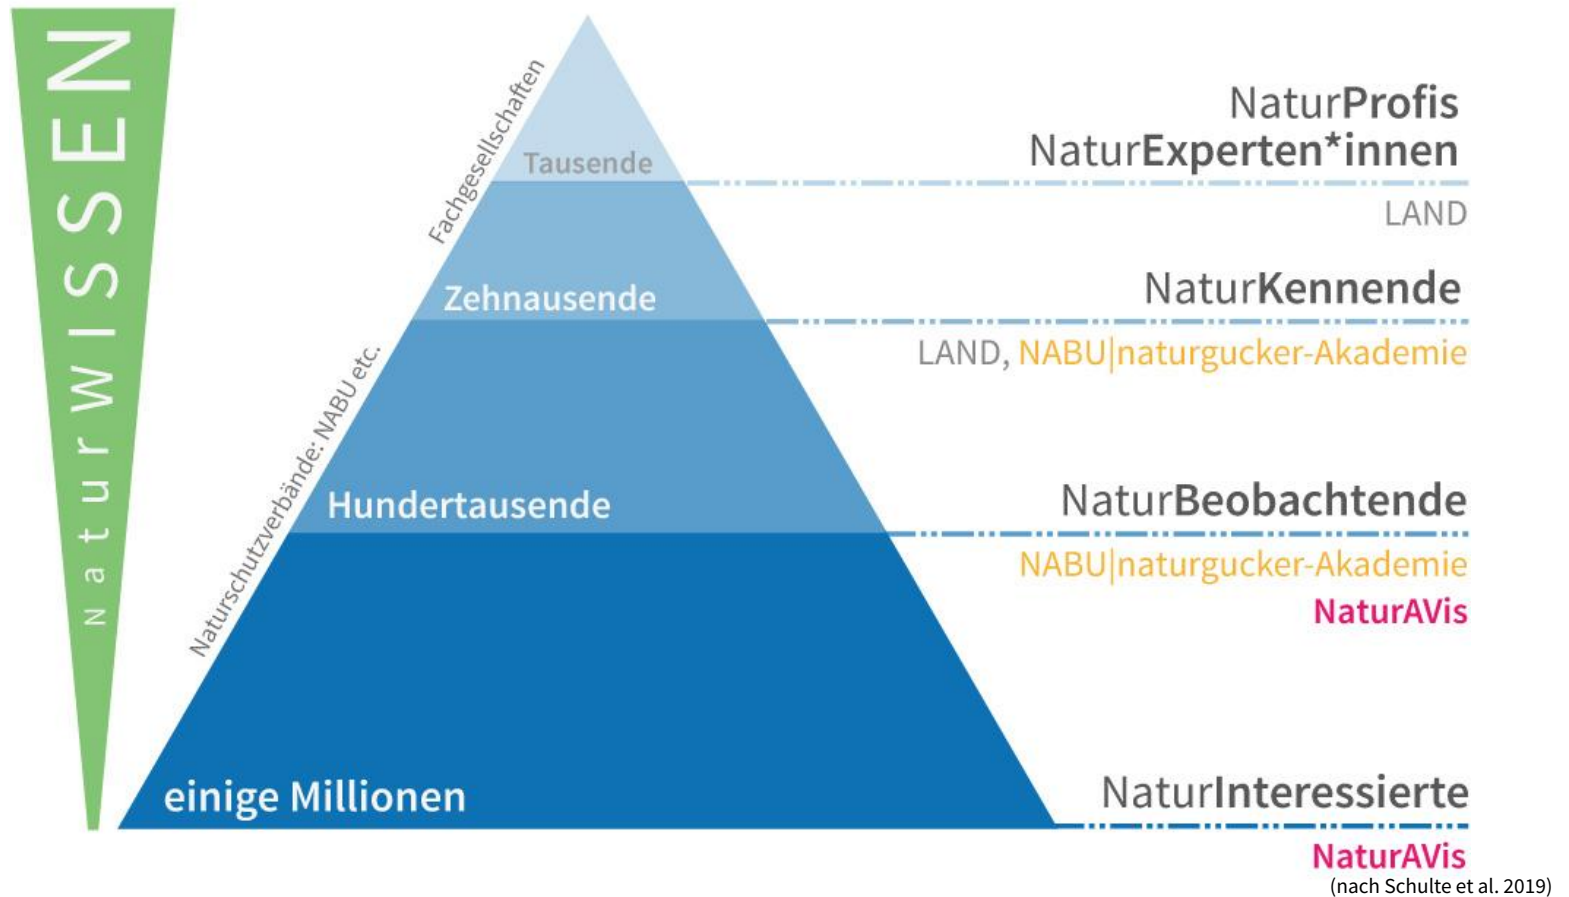 NaturWISSEN
Fachgesellschaften
Naturschutzverbände: NABU etc.
Tausende
Zehnausende
Hundertausende
einige Millionen
NaturProfis
NaturExperten*innen
LAND
NaturKennende
LAND, NABU|naturgucker-Akademie
NaturBeobachtende
NABU|naturgucker-Akademie
NaturAVis
NaturInteressierte
NaturAVis
(nach Schulte et al. 2019)